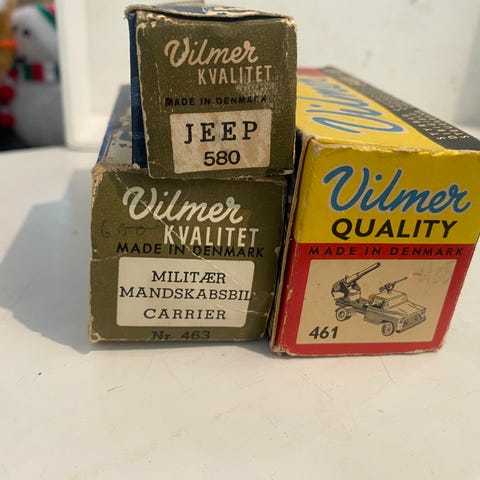 Vilmer
KVALITET
MADE IN DENMARK
JEEP
580
Vilmer
KVALITET
MADE IN DENMARK
MILITÆR
MANDSKABSBIL
CARRIER
Nr. 463
Vilmer
Vilmer
QUALITY
MADE IN DENMARK
461